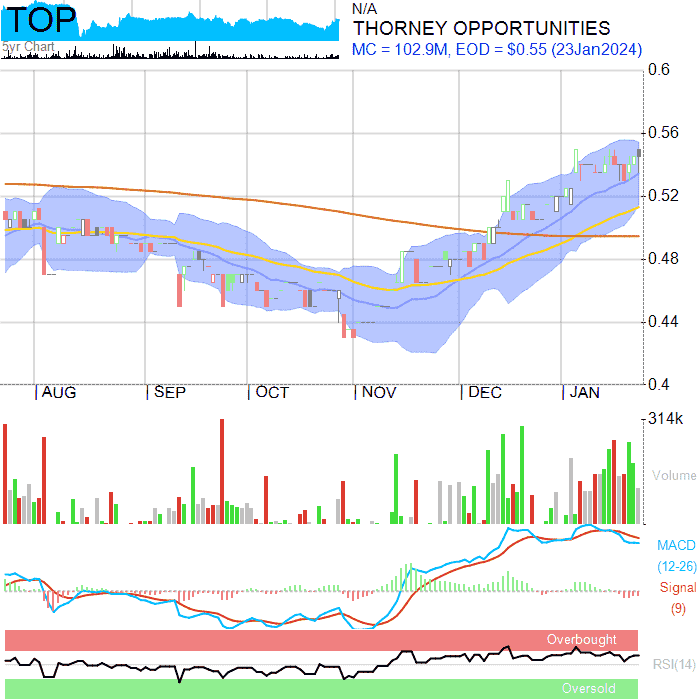 TOP
5yr Chart
N/A
THORNEY OPPORTUNITIES
MC = 102.9M, EOD = $0.55 (23Jan2024)
0.6
0.56
0.52
0.48
0.44
0.4
AUG SEP OCT NOV DEC JAN
314k
Volume
MACD
(12-26)
Signal
(9)
Overbought
RSI(14)
Oversold